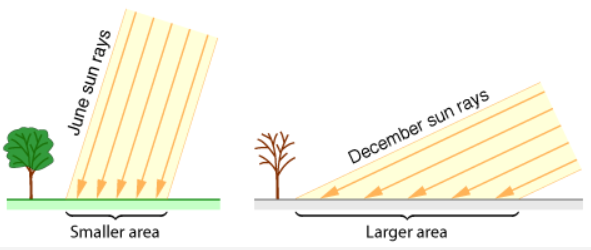 June sun rays
Smaller area
December sun rays
Larger area